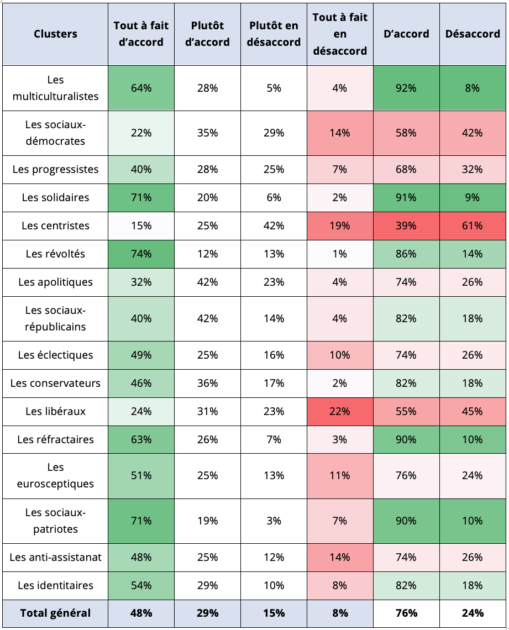 Clusters Tout à fait d’accord Plutôt d’accord Plutôt en désaccord Tout à fait en désaccord D’accord Désaccord
Les multiculturalistes 64% 28% 5% 4% 92% 8%
Les sociaux-démocrates 22% 35% 29% 14% 58% 42%
Les progressistes 40% 28% 25% 7% 68% 32%
Les solidaires 71% 20% 6% 2% 91% 9%
Les centristes 15% 25% 42% 19% 39% 61%
Les révoltés 74% 12% 13% 1% 86% 14%
Les apolitiques 32% 42% 23% 4% 74% 26%
Les sociaux-républicains 40% 42% 14% 4% 82% 18%
Les éclectiques 49% 25% 16% 10% 74% 26%
Les conservateurs 46% 36% 17% 2% 82% 18%
Les libéraux 24% 31% 23% 22% 55% 45%
Les réfractaires 63% 26% 7% 3% 90% 10%
Les eurosceptiques 51% 25% 13% 11% 76% 24%
Les sociaux-patriotes 71% 19% 3% 7% 90% 10%
Les anti-assistanat 48% 25% 12% 14% 74% 26%
Les identitaires 54% 29% 10% 8% 82% 18%
Total général 48% 29% 15% 8% 76% 24%